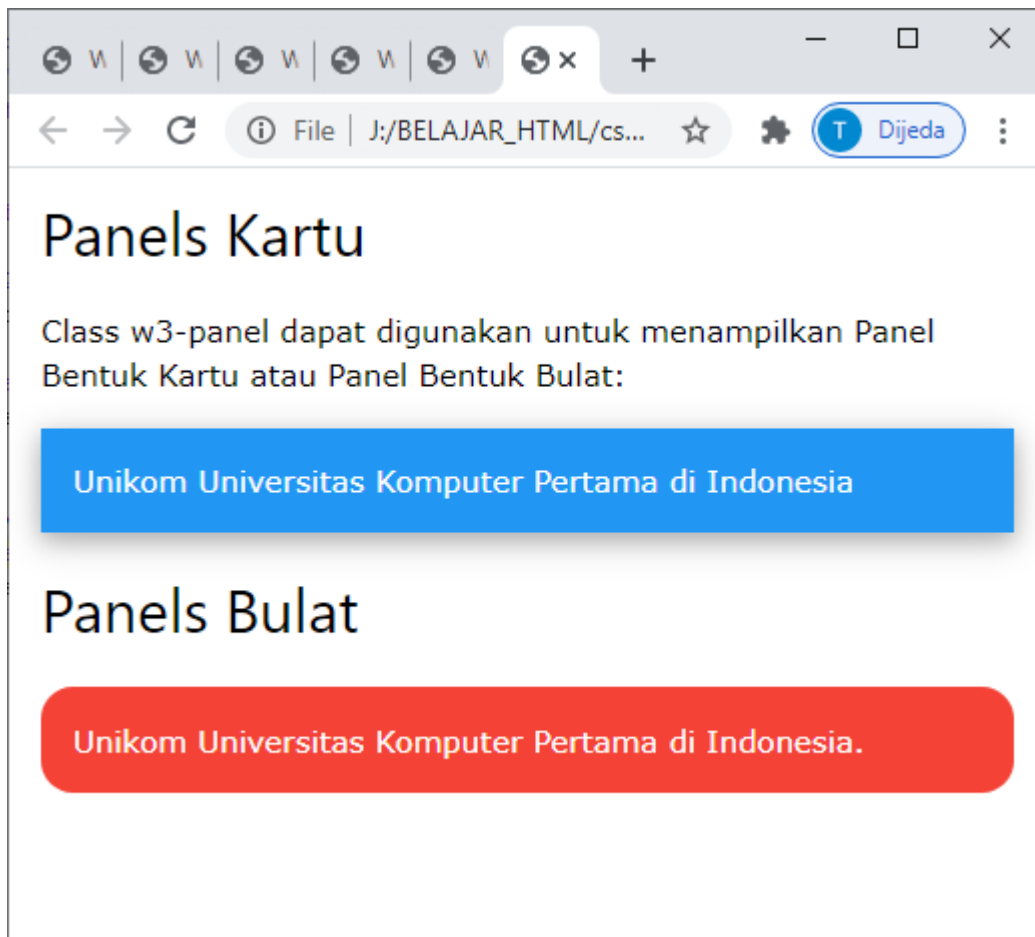 File | J:/BELAJAR_HTML/cs...
T Dijeda
Panels Kartu
Class w3-panel dapat digunakan untuk menampilkan Panel
Bentuk Kartu atau Panel Bentuk Bulat:
Unikom Universitas Komputer Pertama di Indonesia
Panels Bulat
Unikom Universitas Komputer Pertama di Indonesia.